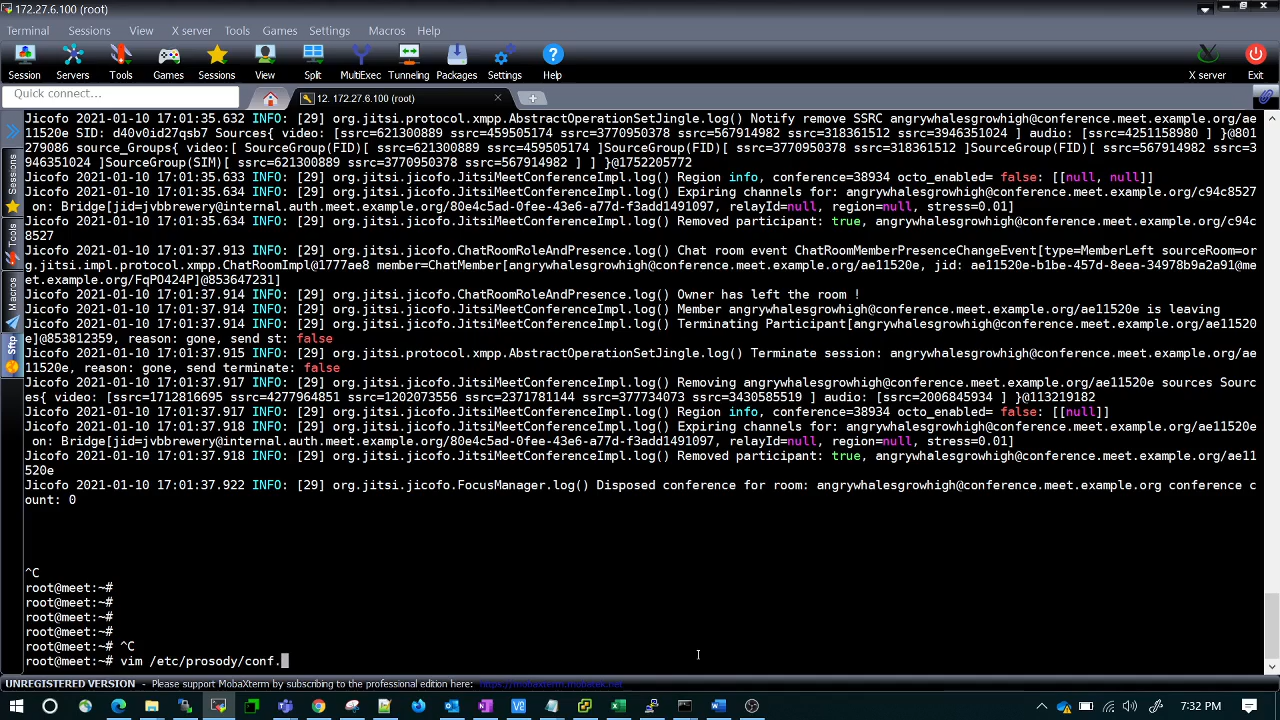 172.27.6.100 (root)
Terminal Sessions View X server Tools Games Settings Macros Help
Session Servers Tools Games Sessions View Split MultiExec Tunneling Packages Settings Help X server Exit
Quick connect...
12. 172.27.6.100 (root)
Sessions
Tools
Macros
Sftp
Jicofo 2021-01-10 17:01:35.632 INFO: [29] org.jitsi.protocol.xmpp.AbstractOperationSetJingle.log() Notify remove SSRC angrywhalesgrowhigh@conference.meet.example.org/ae
11520e SID: d40v0id27qsb7 Sources{ video: [ssrc=621300889 ssrc=459505174 ssrc=3770950378 ssrc=567914982 ssrc=318361512 ssrc=3946351024 ] audio: [ssrc=4251158980 ] }@801
279086 source_Groups{ video:[ SourceGroup(FID)[ ssrc=621300889 ssrc=459505174 ]SourceGroup(FID)[ ssrc=3770950378 ssrc=318361512 ]SourceGroup(FID)[ ssrc=567914982 ssrc=3
946351024 ]SourceGroup(SIM)[ ssrc=621300889 ssrc=3770950378 ssrc=567914982 ] ] }@1752205772
Jicofo 2021-01-10 17:01:35.633 INFO: [29] org.jitsi.jicofo.JitsiMeetConferenceImpl.log() Region info, conference=38934 octo_enabled= false: [[null, null]]
Jicofo 2021-01-10 17:01:35.634 INFO: [29] org.jitsi.jicofo.JitsiMeetConferenceImpl.log() Expiring channels for: angrywhalesgrowhigh@conference.meet.example.org/c94c8527
on: Bridge[jid=jvbbrewery@internal.auth.meet.example.org/80e4c65d-0fee-43e6-a77d-f3add1491097, relayId=null, region=null, stress=0.01]
Jicofo 2021-01-10 17:01:35.634 INFO: [29] org.jitsi.jicofo.JitsiMeetConferenceImpl.log() Removed participant: true, angrywhalesgrowhigh@conference.meet.example.org/c94c
8527
Jicofo 2021-01-10 17:01:37.913 INFO: [29] org.jitsi.jicofo.ChatRoomRoleAndPresence.log() Chat room event ChatRoomMemberPresenceChangeEvent[type=MemberLeft sourceRoom=or
g.jitsi.impl.protocol.xmpp.ChatRoomImpl@1777ae8 member=ChatMember[angrywhalesgrowhigh@conference.meet.example.org/ae11520e, jid: ae11520e-b1be-457d-8eea-34978b9a2a91@me
et.example.org/FqPO424P]@853647231]
Jicofo 2021-01-10 17:01:37.914 INFO: [29] org.jitsi.jicofo.ChatRoomRoleAndPresence.log() Owner has left the room !
Jicofo 2021-01-10 17:01:37.914 INFO: [29] org.jitsi.jicofo.JitsiMeetConferenceImpl.log() Member angrywhalesgrowhigh@conference.meet.example.org/ae11520e is leaving
Jicofo 2021-01-10 17:01:37.914 INFO: [29] org.jitsi.jicofo.JitsiMeetConferenceImpl.log() Terminating Participant[angrywhalesgrowhigh@conference.meet.example.org/ae11520
e]@853812359, reason: gone, send st: false
Jicofo 2021-01-10 17:01:37.915 INFO: [29] org.jitsi.protocol.xmpp.AbstractOperationSetJingle.log() Terminate session: angrywhalesgrowhigh@conference.meet.example.org/ae
11520e, reason: gone, send terminate: false
Jicofo 2021-01-10 17:01:37.917 INFO: [29] org.jitsi.jicofo.JitsiMeetConferenceImpl.log() Removing angrywhalesgrowhigh@conference.meet.example.org/ae11520e sources Sourc
es{ video: [ssrc=1712816695 ssrc=4277964851 ssrc=1202073556 ssrc=2371781144 ssrc=377734073 ssrc=3430585519 ] audio: [ssrc=2006845934 ] }@113219182
Jicofo 2021-01-10 17:01:37.917 INFO: [29] org.jitsi.jicofo.JitsiMeetConferenceImpl.log() Region info, conference=38934 octo_enabled= false: [[null]]
Jicofo 2021-01-10 17:01:37.918 INFO: [29] org.jitsi.jicofo.JitsiMeetConferenceImpl.log() Expiring channels for: angrywhalesgrowhigh@conference.meet.example.org/ae11520e
on: Bridge[jid=jvbbrewery@internal.auth.meet.example.org/80e4c65d-0fee-43e6-a77d-f3add1491097, relayId=null, region=null, stress=0.01]
Jicofo 2021-01-10 17:01:37.918 INFO: [29] org.jitsi.jicofo.JitsiMeetConferenceImpl.log() Removed participant: true, angrywhalesgrowhigh@conference.meet.example.org/ae11
520e
Jicofo 2021-01-10 17:01:37.922 INFO: [29] org.jitsi.jicofo.FocusManager.log() Disposed conference for room: angrywhalesgrowhigh@conference.meet.example.org conference c
ount: 0
^C
root@meet:~#
root@meet:~#
root@meet:~#
root@meet:~#
root@meet:~# ^C
root@meet:~# vim /etc/prosody/conf.
UNREGISTERED VERSION - Please support MobaXterm by subscribing to the professional edition here: https://mobaxterm.mobatek.net
7:32 PM